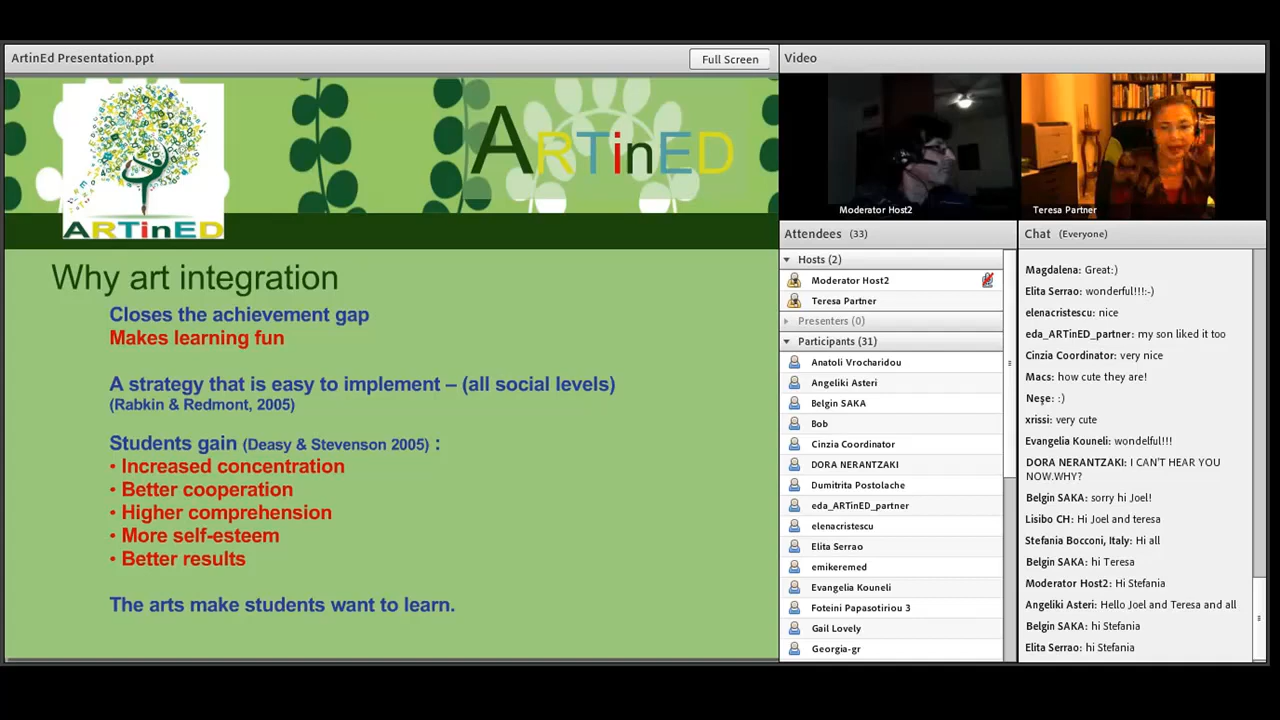 ArtinEd Presentation.ppt
Full Screen
ARTinED
ARTinED
Why art integration
Closes the achievement gap
Makes learning fun
A strategy that is easy to implement – (all social levels)
(Rabkin & Redmont, 2005)
Students gain (Deasy & Stevenson 2005) :
• Increased concentration
• Better cooperation
• Higher comprehension
• More self-esteem
• Better results
The arts make students want to learn.
Video
Moderator Host2
Teresa Partner
Attendees (33)
Hosts (2)
Moderator Host2
Teresa Partner
Presenters (0)
Participants (31)
Anatoli Vrocharidou
Angeliki Asteri
Belgin SAKA
Bob
Cinzia Coordinator
DORA NERANTZAKI
Dumitrita Postolache
eda_ARTinED_partner
elenacristescu
Elita Serrao
emikeremed
Evangelia Kouneli
Foteini Papasotiriou 3
Gail Lovely
Georgia-gr
Chat (Everyone)
Magdalena: Great:)
Elita Serrao: wonderful!!!:-)
elenacristescu: nice
eda_ARTinED_partner: my son liked it too
Cinzia Coordinator: very nice
Macs: how cute they are!
Neşe: :)
xrissi: very cute
Evangelia Kouneli: wondelful!!!
DORA NERANTZAKI: I CAN'T HEAR YOU
NOW.WHY?
Belgin SAKA: sorry hi Joel!
Lisibo CH: Hi Joel and teresa
Stefania Bocconi, Italy: Hi all
Belgin SAKA: hi Teresa
Moderator Host2: Hi Stefania
Angeliki Asteri: Hello Joel and Teresa and all
Belgin SAKA: hi Stefania
Elita Serrao: hi Stefania